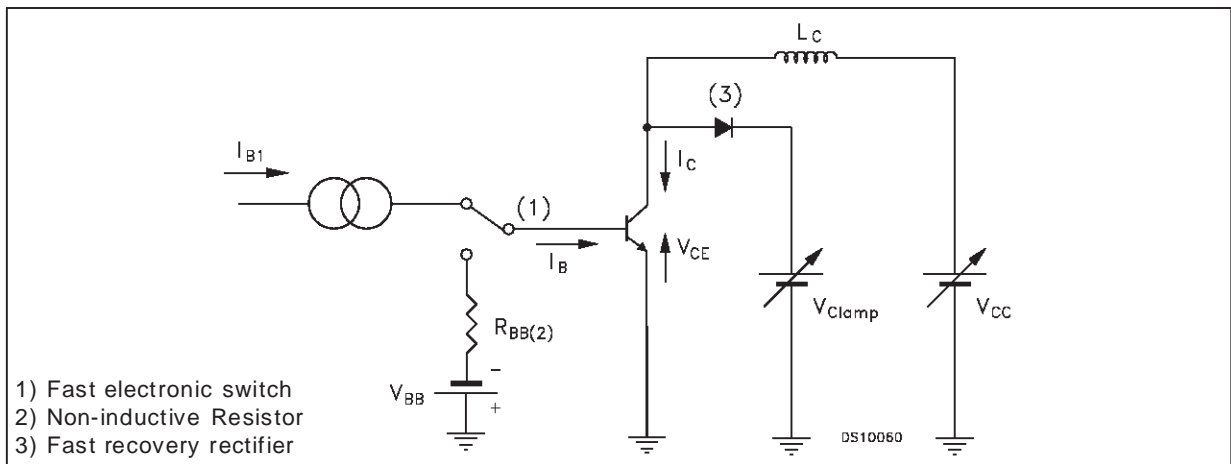 L C
(3)
I B1
I C
(1)
I B
V CE
V Clamp
V CC
R BB(2)
−
V BB
+
1) Fast electronic switch
2) Non-inductive Resistor
3) Fast recovery rectifier
DS10060